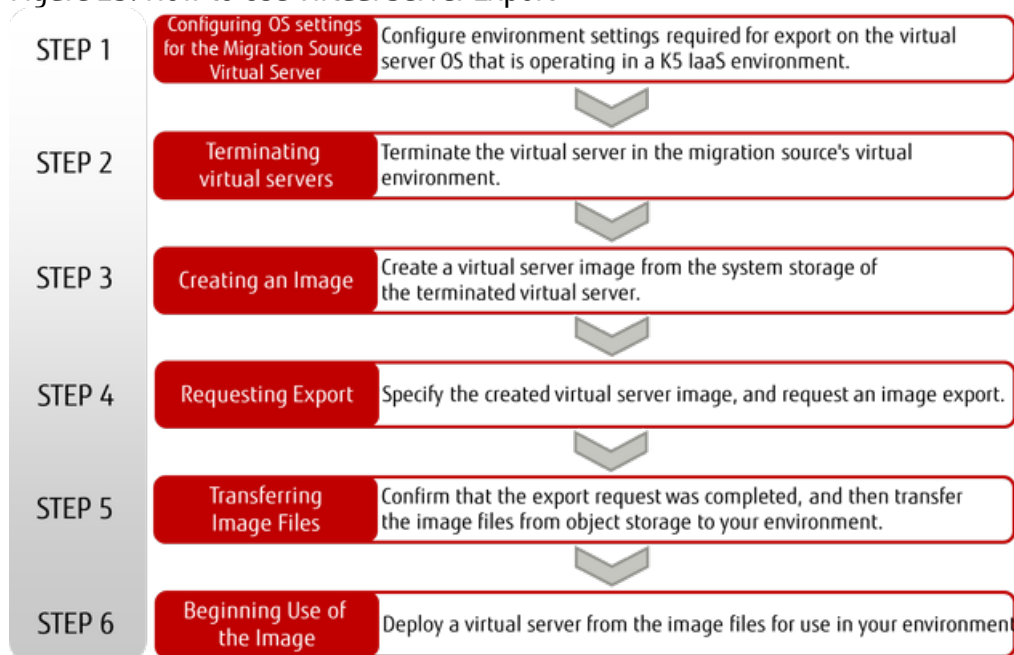 STEP 1
Configuring OS settings
for the Migration Source
Virtual Server
Configure environment settings required for export on the virtual
server OS that is operating in a K5 IaaS environment.
STEP 2
Terminating
virtual servers
Terminate the virtual server in the migration source's virtual
environment.
STEP 3
Creating an Image
Create a virtual server image from the system storage of
the terminated virtual server.
STEP 4
Requesting Export
Specify the created virtual server image, and request an image export.
STEP 5
Transferring
Image Files
Confirm that the export request was completed, and then transfer
the image files from object storage to your environment.
STEP 6
Beginning Use of
the Image
Deploy a virtual server from the image files for use in your environment